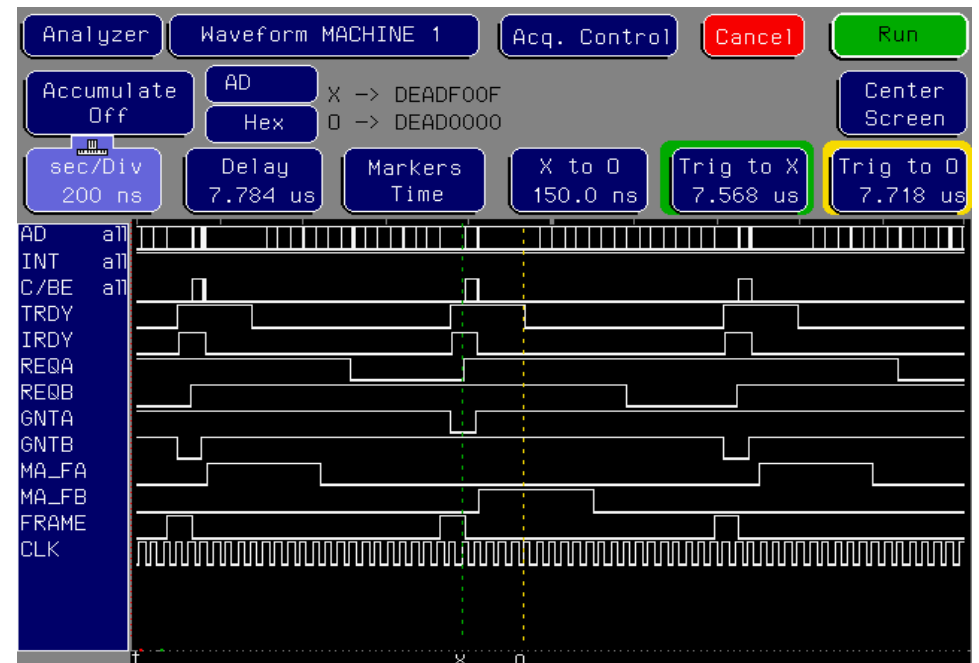 Analyzer Waveform MACHINE 1 Acq. Control Cancel Run
Accumulate Off AD Hex X -> DEADF00F Center Screen
O -> DEAD0000
sec/Div Delay Markers X to O Trig to X Trig to O
200 ns 7.784 us Time 150.0 ns 7.568 us 7.718 us
AD all
INT all
C/BE all
TRDY
IRDY
REQA
REQB
GNTA
GNTB
MA_FA
MA_FB
FRAME
CLK
X O